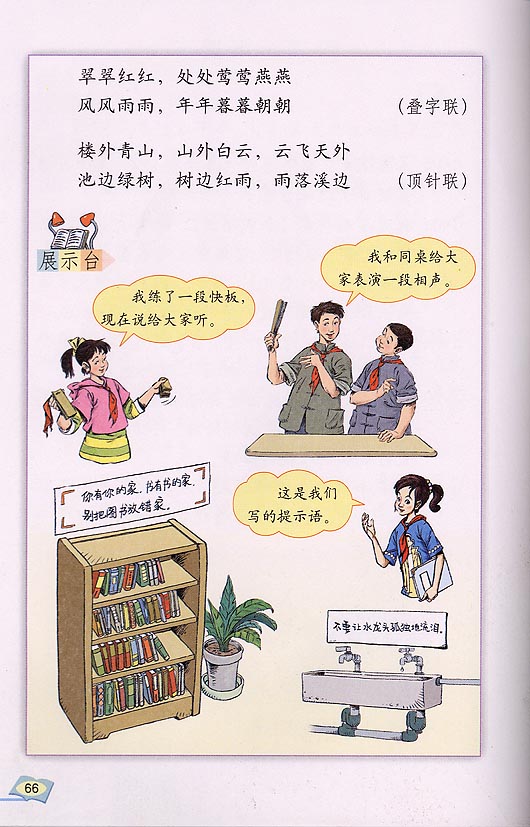 翠翠红红，处处莺莺燕燕
风风雨雨，年年暮暮朝朝 （叠字联）
楼外青山，山外白云，云飞天外
池边绿树，树边红雨，雨落溪边 （顶针联）
展示台
我和同桌给大
家表演一段相声。
我练了一段快板，
现在说给大家听。
你有你的家，书有书的家，
别把图书放错家。
这是我们
写的提示语。
不要让水龙头孤独地流泪。
66